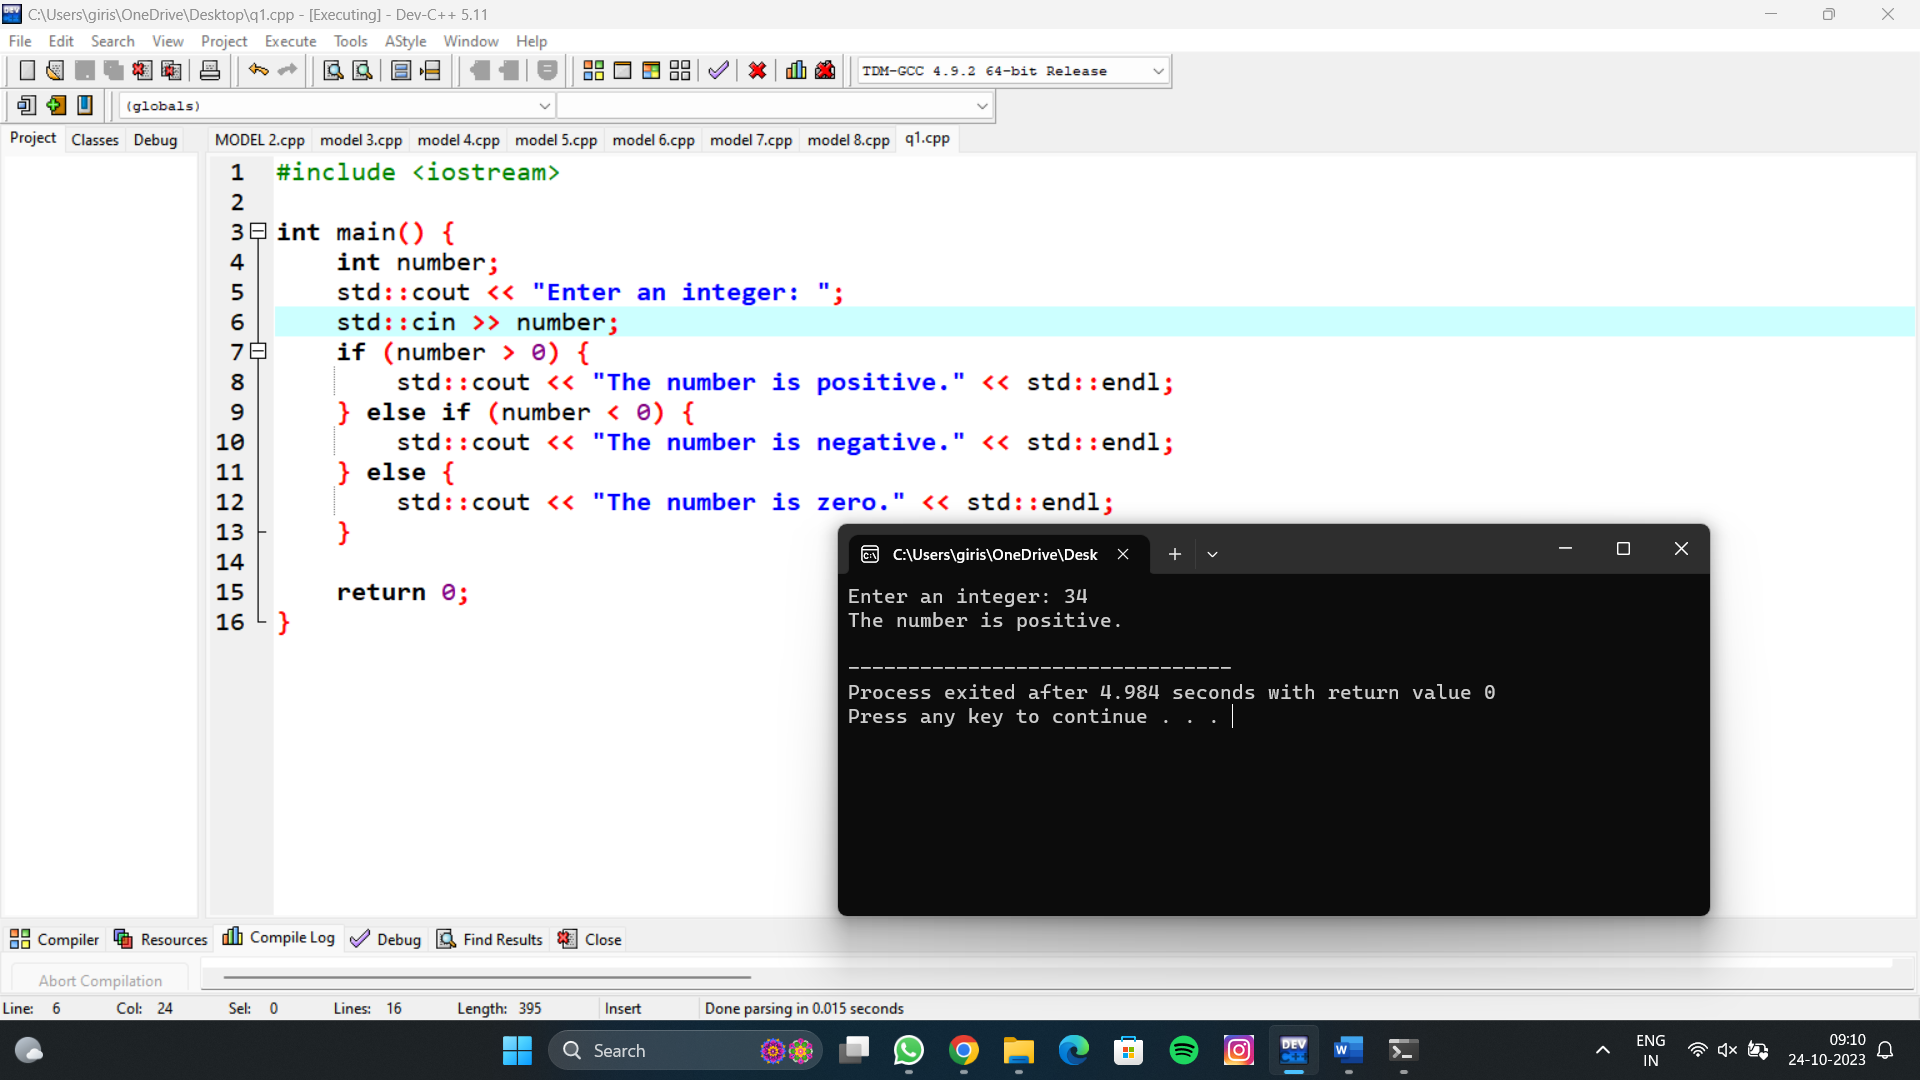 C:\Users\giris\OneDrive\Desktop\q1.cpp - [Executing] - Dev-C++ 5.11
File Edit Search View Project Execute Tools AStyle Window Help
TDM-GCC 4.9.2 64-bit Release
(globals)
Project Classes Debug MODEL 2.cpp model 3.cpp model 4.cpp model 5.cpp model 6.cpp model 7.cpp model 8.cpp q1.cpp
1 #include <iostream>
2
3 int main() {
4 int number;
5 std::cout << "Enter an integer: ";
6 std::cin >> number;
7 if (number > 0) {
8 std::cout << "The number is positive." << std::endl;
9 } else if (number < 0) {
10 std::cout << "The number is negative." << std::endl;
11 } else {
12 std::cout << "The number is zero." << std::endl;
13 }
14
15 return 0;
16 }
C:\Users\giris\OneDrive\Desk
Enter an integer: 34
The number is positive.
--------------------------------
Process exited after 4.984 seconds with return value 0
Press any key to continue . . .
Compiler Resources Compile Log Debug Find Results Close
Abort Compilation
Line: 6 Col: 24 Sel: 0 Lines: 16 Length: 395 Insert Done parsing in 0.015 seconds
Search
DEV C++
W
ENG
IN
09:10
24-10-2023